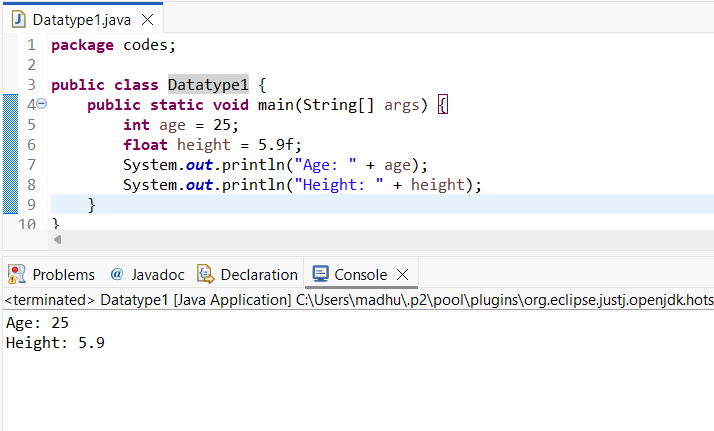 Datatype1.java
1 package codes;
2
3 public class Datatype1 {
4 public static void main(String[] args) {
5 int age = 25;
6 float height = 5.9f;
7 System.out.println("Age: " + age);
8 System.out.println("Height: " + height);
9 }
10 }
Problems @ Javadoc Declaration Console
<terminated> Datatype1 [Java Application] C:\Users\madhu\.p2\pool\plugins\org.eclipse.justj.openjdk.hots
Age: 25
Height: 5.9